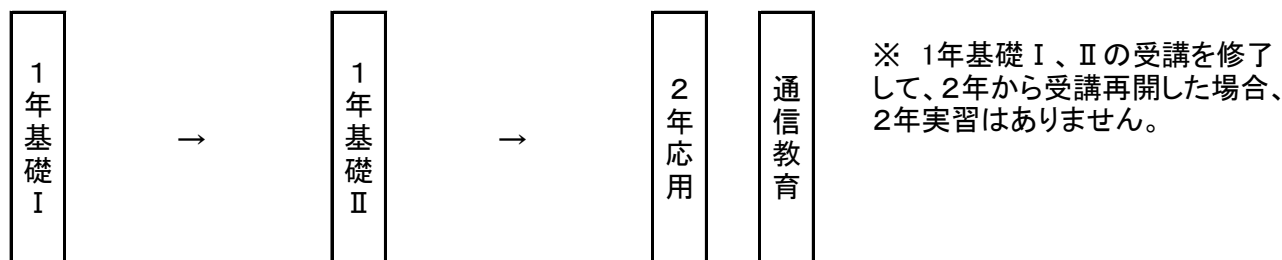 1年基礎Ⅰ
→
1年基礎Ⅱ
→
2年応用
通信教育
※ 1年基礎Ⅰ、Ⅱの受講を修了
して、2年から受講再開した場合、
2年実習はありません。